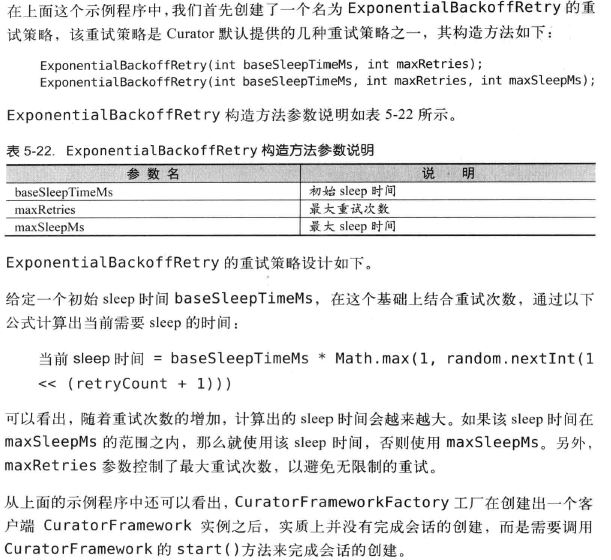 在上面这个示例程序中，我们首先创建了一个名为 ExponentialBackoffRetry 的重
试策略，该重试策略是 Curator 默认提供的几种重试策略之一，其构造方法如下：
ExponentialBackoffRetry(int baseSleepTimeMs, int maxRetries);
ExponentialBackoffRetry(int baseSleepTimeMs, int maxRetries, int maxSleepMs);
ExponentialBackoffRetry 构造方法参数说明如表 5-22 所示。
表 5-22. ExponentialBackoffRetry 构造方法参数说明
参 数 名 说 明
baseSleepTimeMs 初始 sleep 时间
maxRetries 最大重试次数
maxSleepMs 最大 sleep 时间
ExponentialBackoffRetry 的重试策略设计如下。
给定一个初始 sleep 时间 baseSleepTimeMs，在这个基础上结合重试次数，通过以下
公式计算出当前需要 sleep 的时间：
当前 sleep 时间 = baseSleepTimeMs * Math.max(1, random.nextInt(1
<< (retryCount + 1)))
可以看出，随着重试次数的增加，计算出的 sleep 时间会越来越大。如果该 sleep 时间在
maxSleepMs 的范围之内，那么就使用该 sleep 时间，否则使用 maxSleepMs。另外，
maxRetries 参数控制了最大重试次数，以避免无限制的重试。
从上面的示例程序中还可以看出，CuratorFrameworkFactory 工厂在创建出一个客
户端 CuratorFramework 实例之后，实质上并没有完成会话的创建，而是需要调用
CuratorFramework 的 start()方法来完成会话的创建。